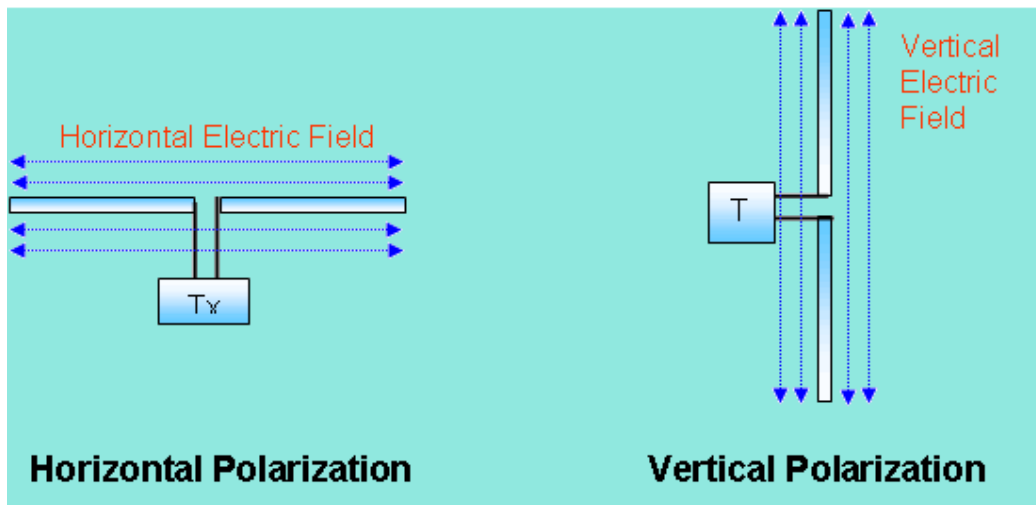 Horizontal Electric Field
Tx
Horizontal Polarization
Vertical
Electric
Field
T
Vertical Polarization